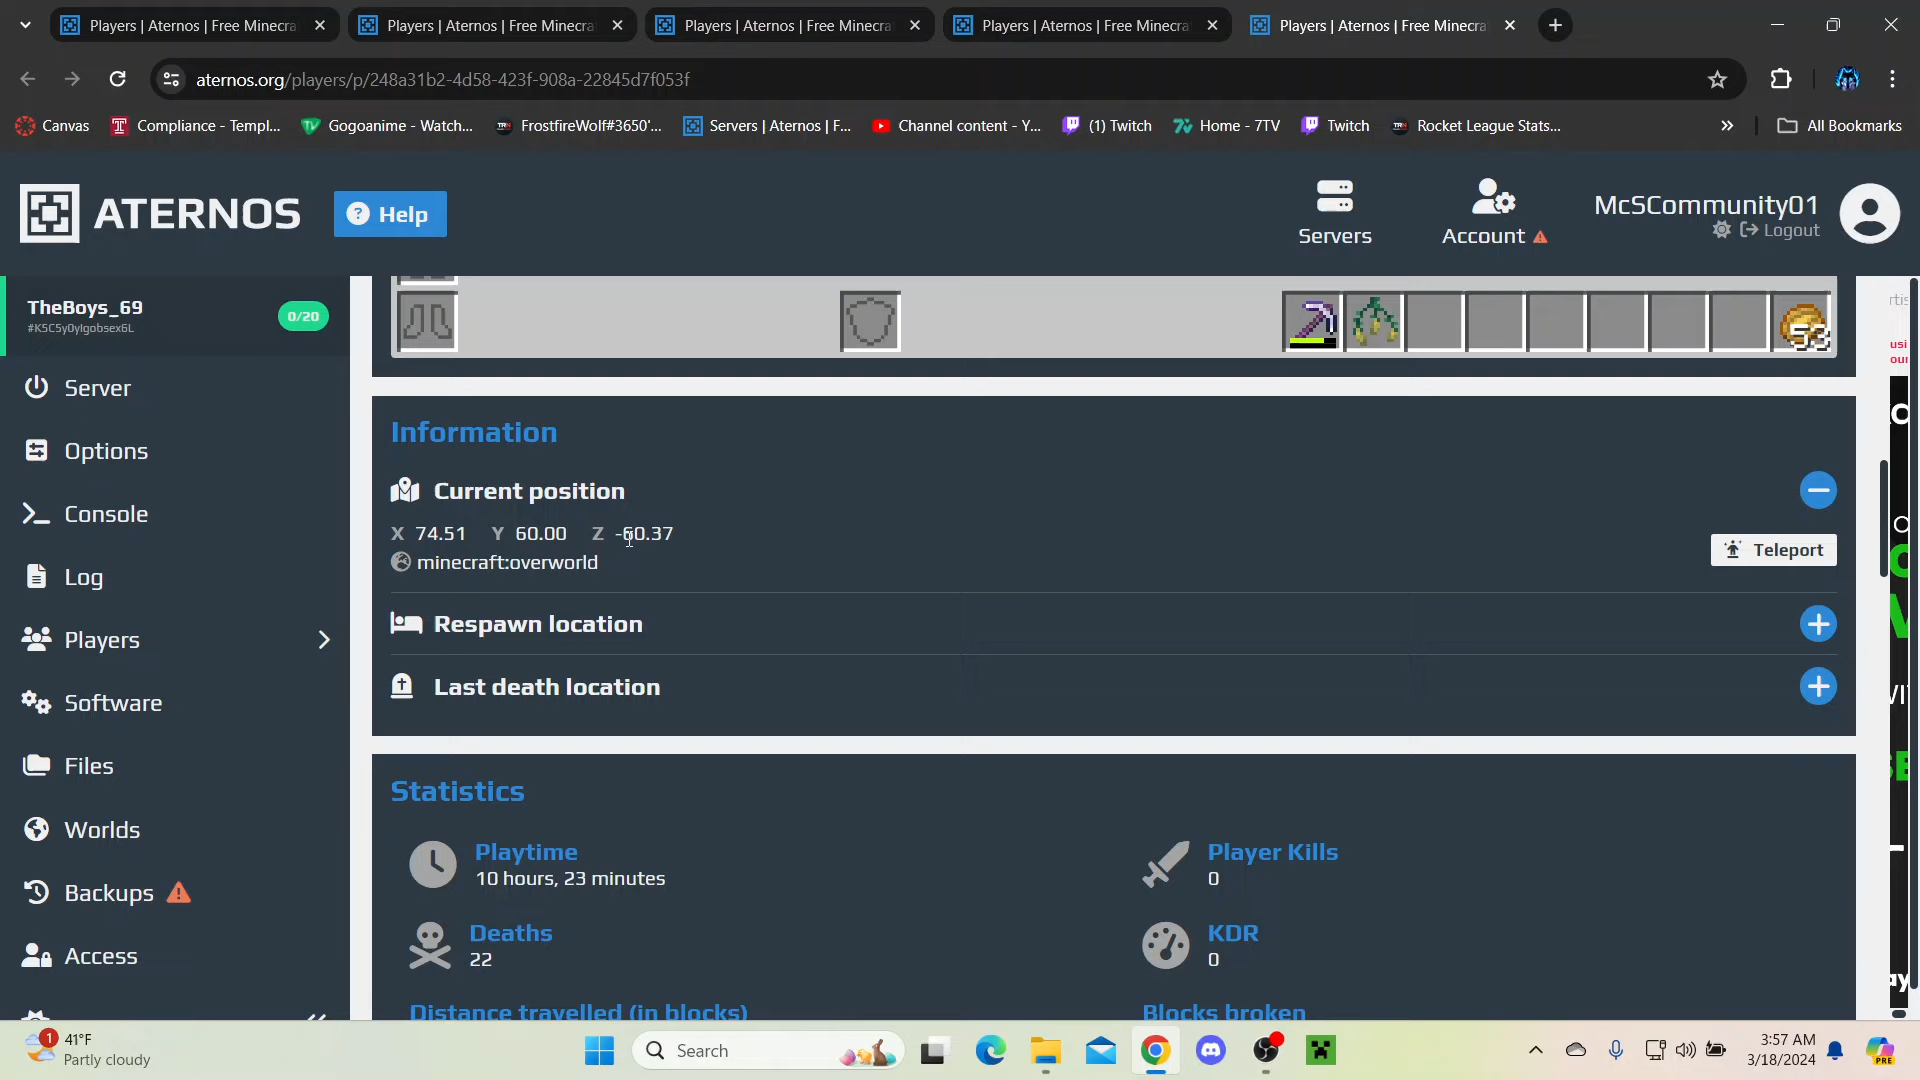 Players | Aternos | Free Minecra
Players | Aternos | Free Minecra
Players | Aternos | Free Minecra
Players | Aternos | Free Minecra
Players | Aternos | Free Minecra
aternos.org/players/p/248a31b2-4d58-423f-908a-22845d7f053f
Canvas
Compliance - Templ...
Gogoanime - Watch...
FrostfireWolf#3650'...
Servers | Aternos | F...
Channel content - Y...
(1) Twitch
Home - 7TV
Twitch
Rocket League Stats...
All Bookmarks
ATERNOS
Help
Servers
Account
McSCommunity01
Logout
TheBoys_69
0/20
Server
Options
Console
Log
Players
Software
Files
Worlds
Backups
Access
Information
Current position
X 74.51 Y 60.00 Z -60.37
minecraft:overworld
Teleport
Respawn location
Last death location
Statistics
Playtime
10 hours, 23 minutes
Player Kills
0
Deaths
22
KDR
0
Distance travelled (in blocks)
Blocks broken
1
41°F
Partly cloudy
Search
3:57 AM
3/18/2024
PRE